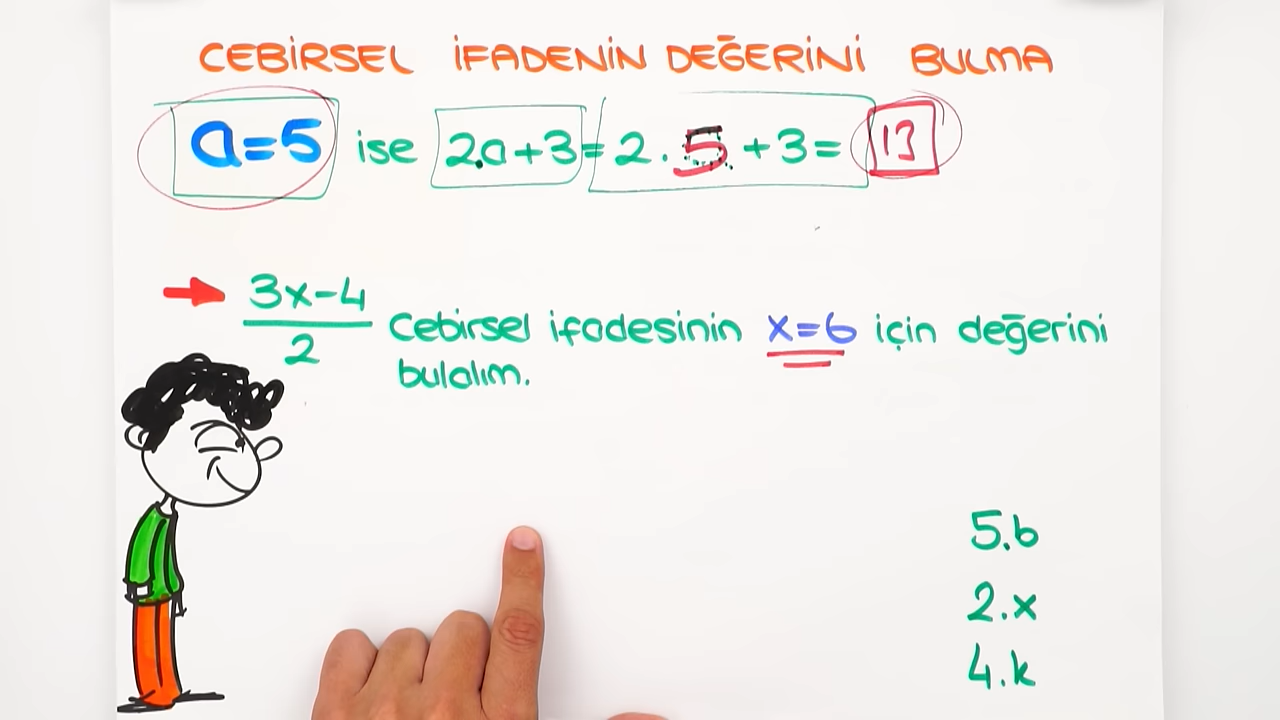 CEBİRSEL İFADENİN DEĞERİNİ BULMA
a=5 ise 2.a+3=2.5+3=13
3x-4
2
Cebirsel ifadesinin x=6 için değerini
bulalım.
5.b
2.x
4.k